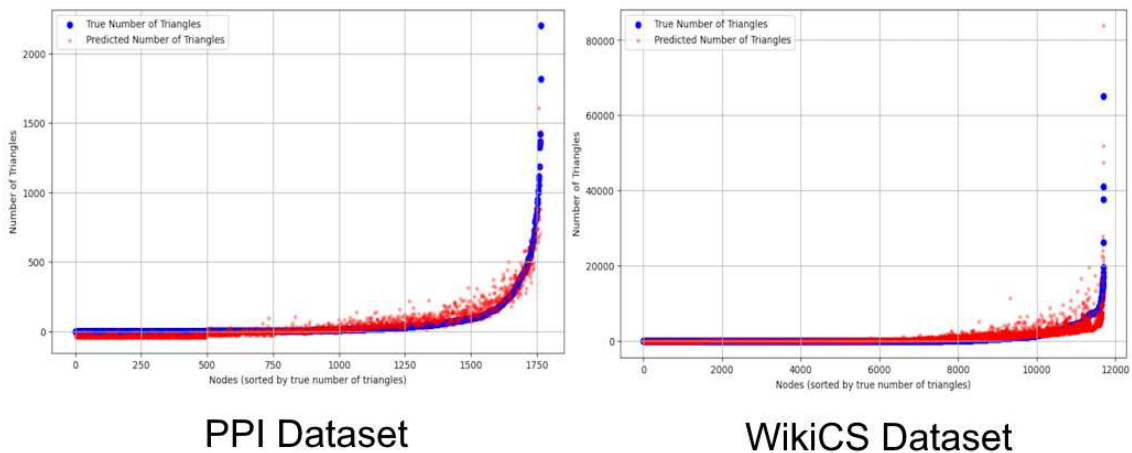 True Number of Triangles
Predicted Number of Triangles
Number of Triangles
2000
1500
1000
500
0
0 250 500 750 1000 1250 1500 1750
Nodes (sorted by true number of triangles)
PPI Dataset
True Number of Triangles
Predicted Number of Triangles
Number of Triangles
80000
60000
40000
20000
0
0 2000 4000 6000 8000 10000 12000
Nodes (sorted by true number of triangles)
WikiCS Dataset